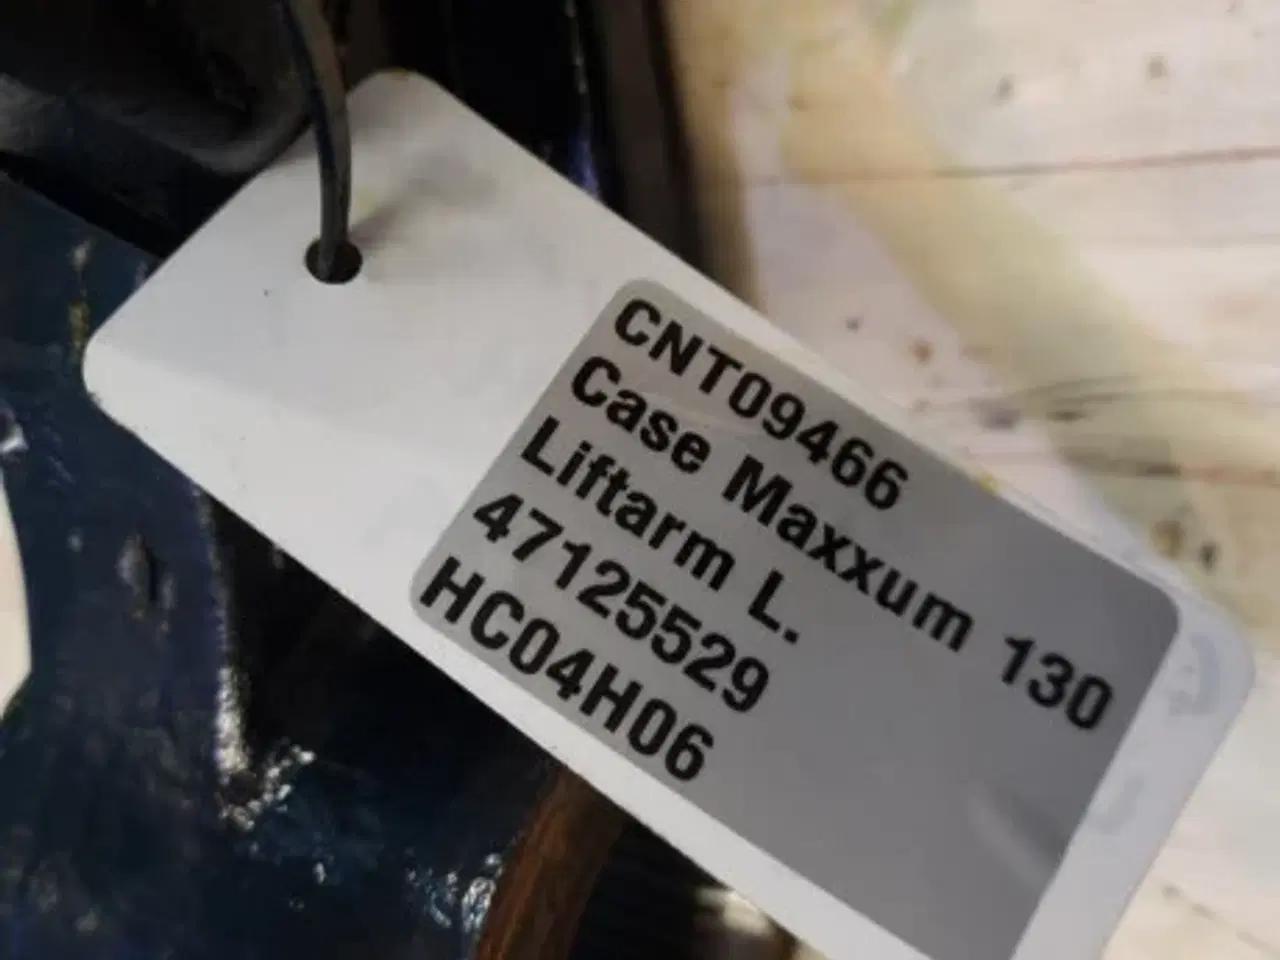 CNT09466
Case Maxxum 130
Liftarm L.
47125529
HC04H06